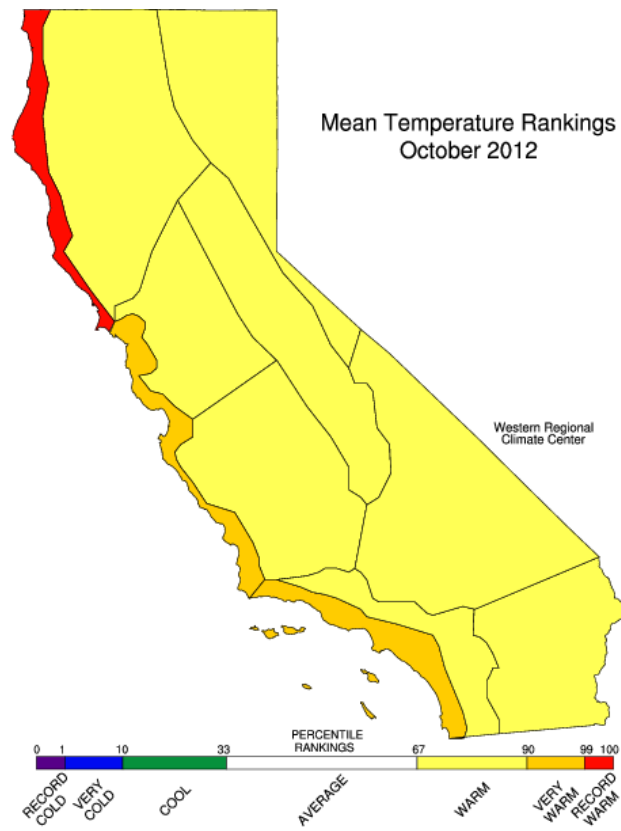 Mean Temperature Rankings
October 2012
Western Regional
Climate Center
PERCENTILE
RANKINGS
0 1 10 33 67 90 99 100
RECORD
COLD
VERY
COLD
COOL
AVERAGE
WARM
VERY
WARM
RECORD
WARM